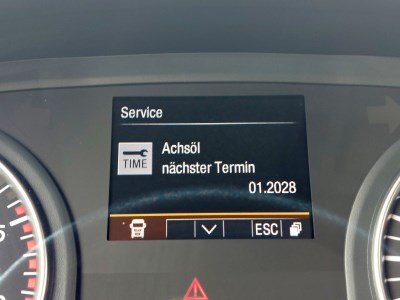 Service
TIME
Achsöl
nächster Termin
01.2028
ESC